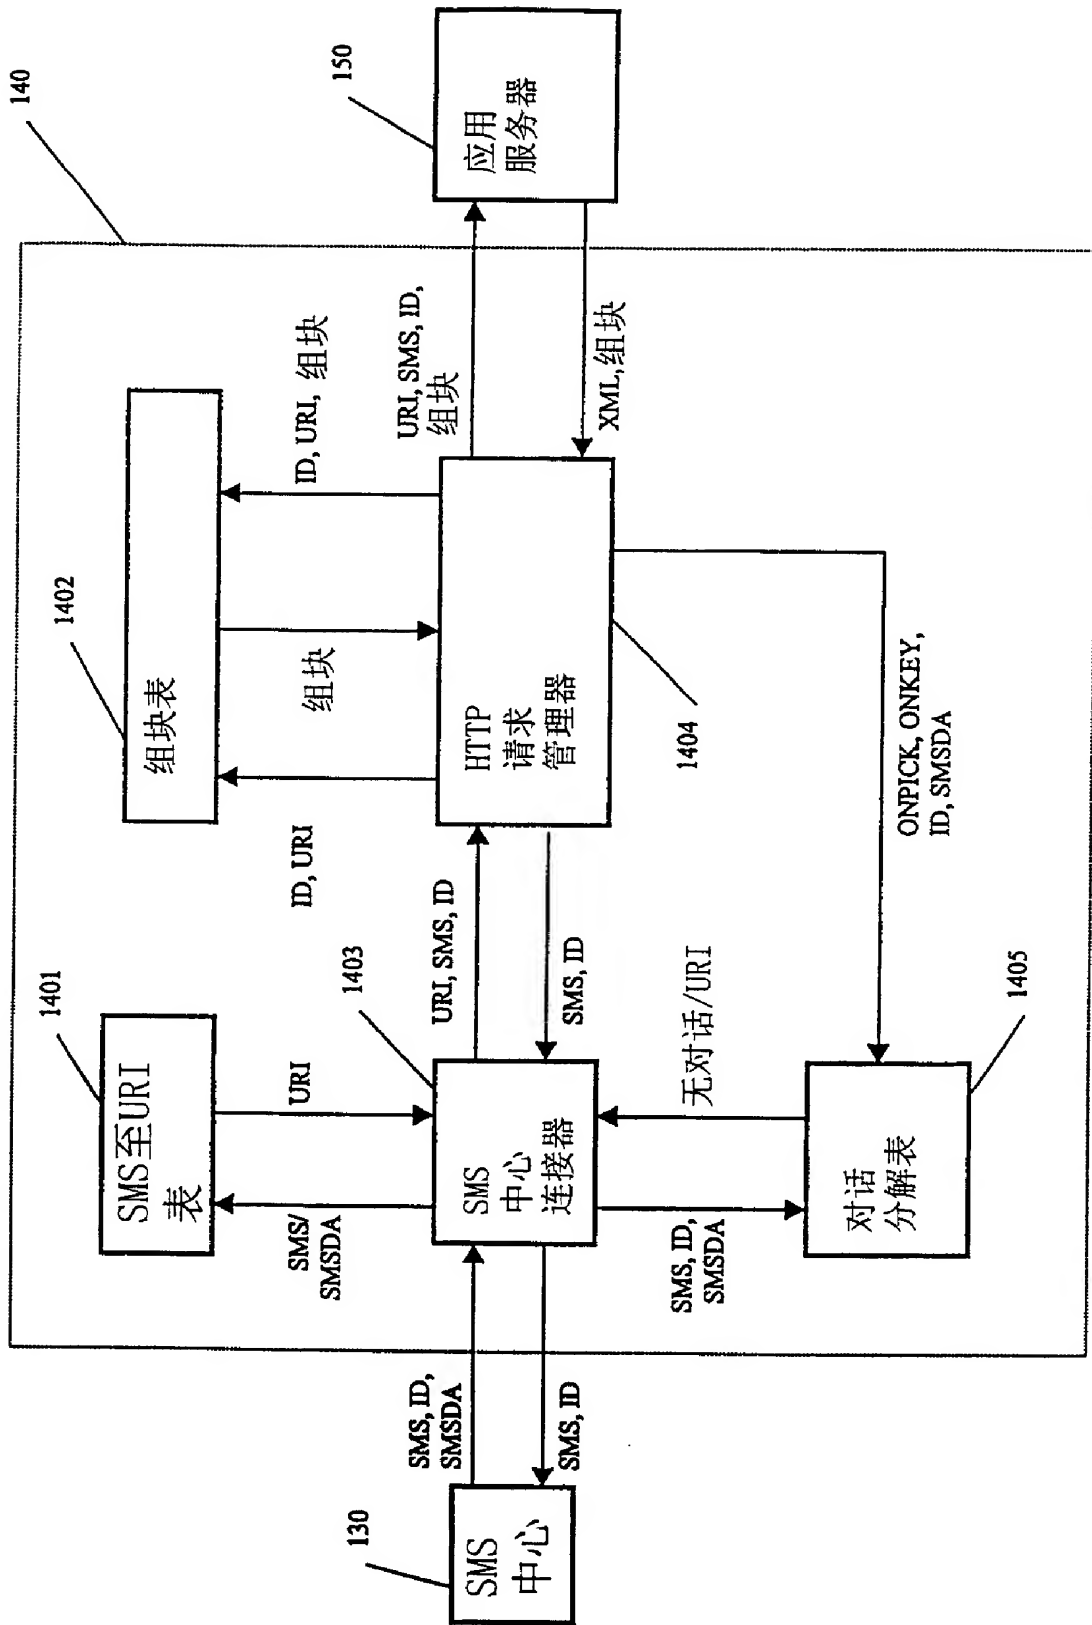 140
150
应用
服务器
1402
组块表
ID, URI, 组块
URI, SMS, ID,
组块
XML, 组块
组块
ID, URI
HTTP
请求
管理器
1404
1401
SMS至URI
表
URI
SMS/
SMSDA
1403
URI, SMS, ID
SMS, ID
SMS
中心
连接器
无对话/URI
SMS, ID,
SMSDA
ONPICK, ONKEY,
ID, SMSDA
1405
对话
分解表
SMS, ID,
SMSDA
SMS, ID
130
SMS
中心